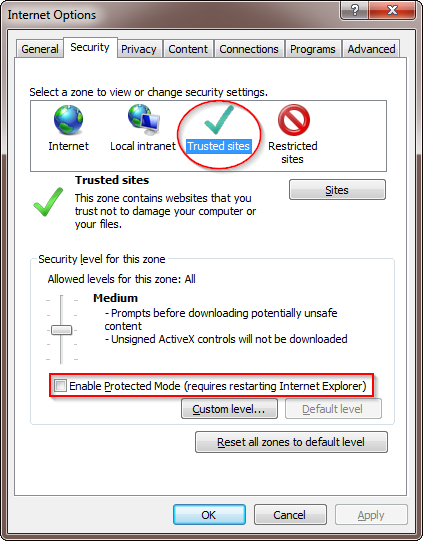 Internet Options
General Security Privacy Content Connections Programs Advanced
Select a zone to view or change security settings.
Internet Local intranet Trusted sites Restricted
sites
Trusted sites
Sites
This zone contains websites that you
trust not to damage your computer or
your files.
Security level for this zone
Allowed levels for this zone: All
Medium
- Prompts before downloading potentially unsafe
content
- Unsigned ActiveX controls will not be downloaded
Enable Protected Mode (requires restarting Internet Explorer)
Custom level... Default level
Reset all zones to default level
OK Cancel Apply